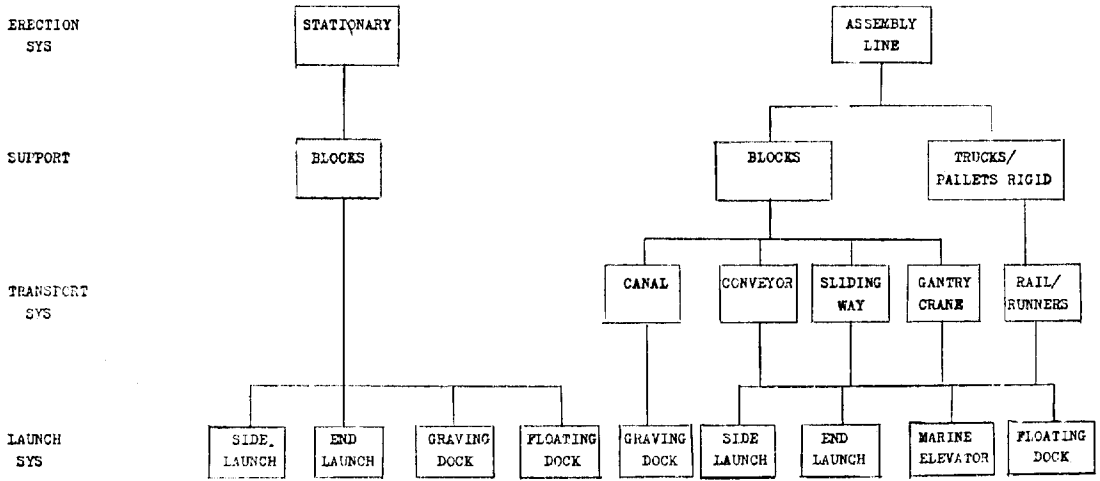 ERECTION
SYS
STATIONARY
ASSEMBLY
LINE
SUPPORT
BLOCKS
BLOCKS
TRUCKS/
PALLETS RIGID
TRANSPORT
SYS
CANAL
CONVEYOR
SLIDING
WAY
GANTRY
CRANE
RAIL/
RUNNERS
LAUNCH
SYS
SIDE
LAUNCH
END
LAUNCH
GRAVING
DOCK
FLOATING
DOCK
GRAVING
DOCK
SIDE
LAUNCH
END
LAUNCH
MARINE
ELEVATOR
FLOATING
DOCK